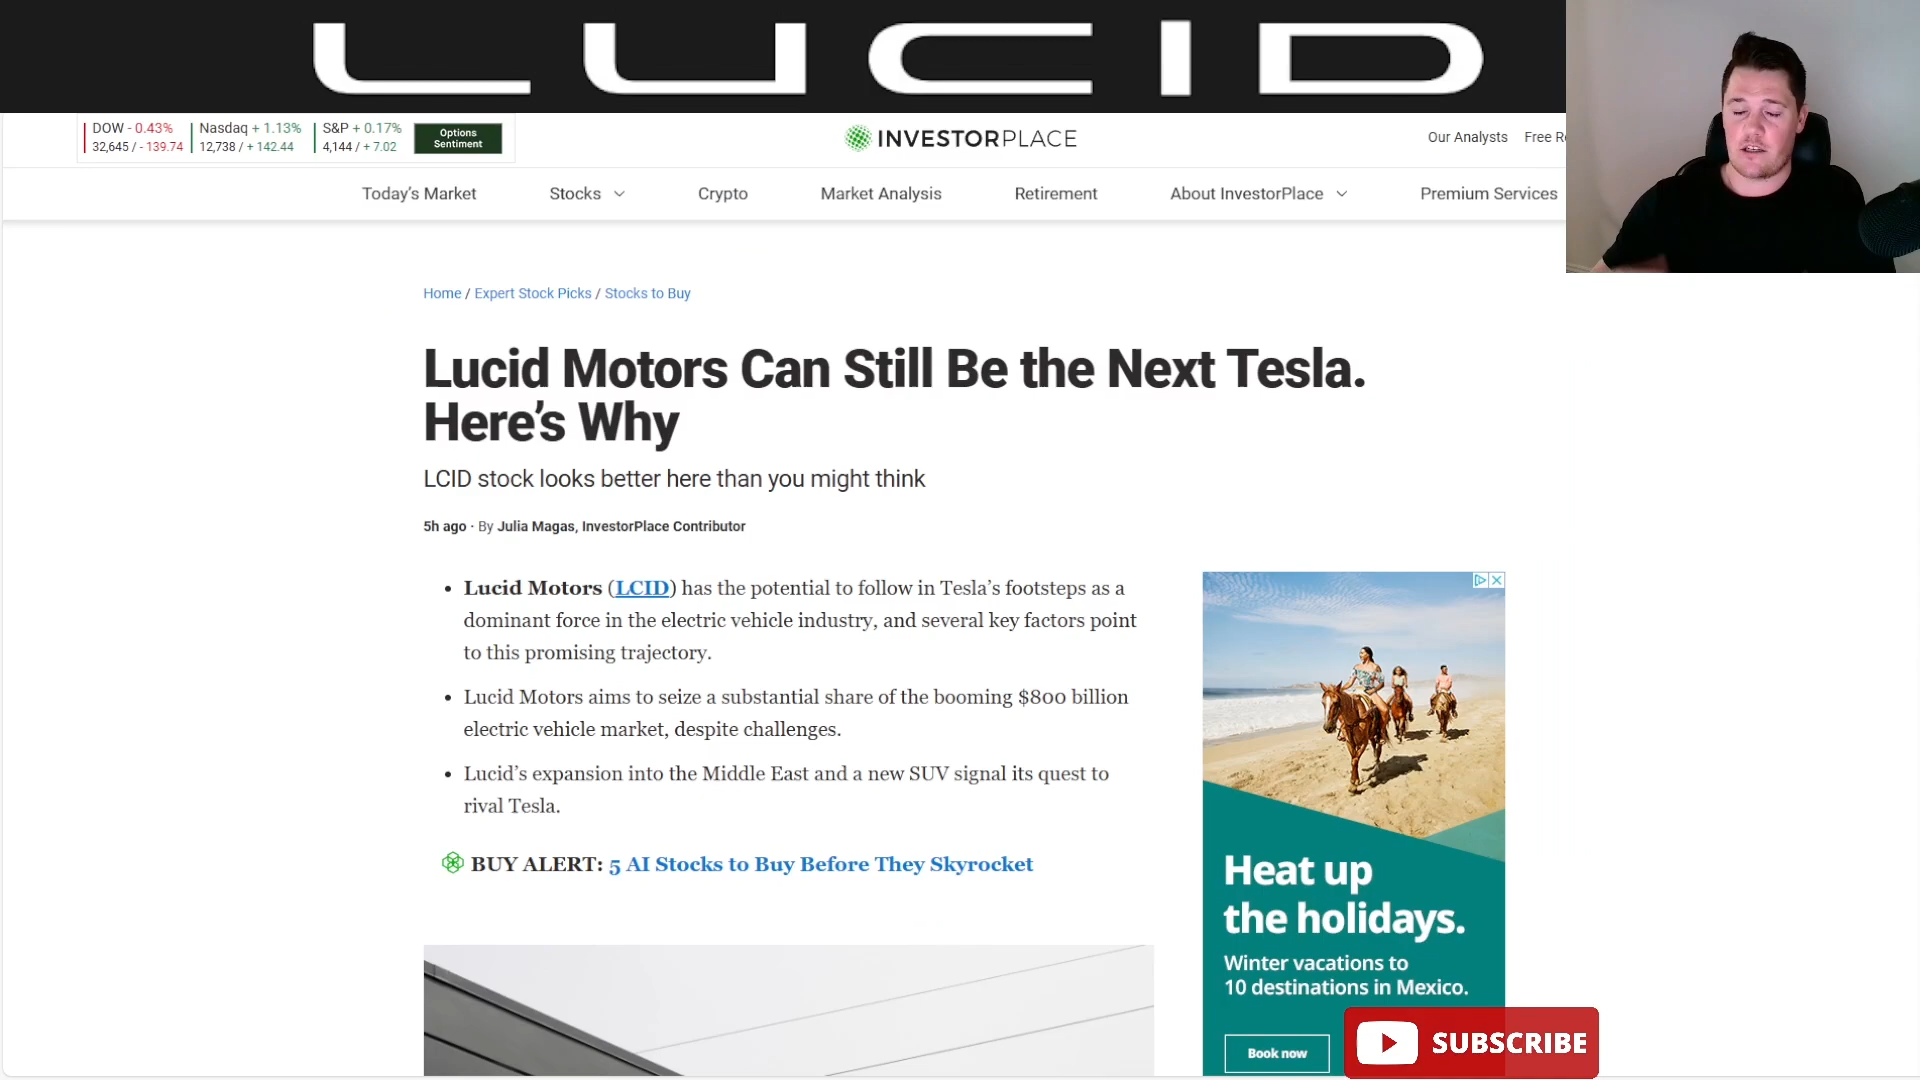 LUCID
DOW - 0.43%
32,645 / - 139.74
Nasdaq + 1.13%
12,738 / + 142.44
S&P + 0.17%
4,144 / + 7.02
Options
Sentiment
INVESTORPLACE
Our Analysts
Free Re
Today's Market
Stocks
Crypto
Market Analysis
Retirement
About InvestorPlace
Premium Services
Home / Expert Stock Picks / Stocks to Buy
Lucid Motors Can Still Be the Next Tesla.
Here's Why
LCID stock looks better here than you might think
5h ago · By Julia Magas, InvestorPlace Contributor
• Lucid Motors (LCID) has the potential to follow in Tesla's footsteps as a
dominant force in the electric vehicle industry, and several key factors point
to this promising trajectory.
• Lucid Motors aims to seize a substantial share of the booming $800 billion
electric vehicle market, despite challenges.
• Lucid's expansion into the Middle East and a new SUV signal its quest to
rival Tesla.
BUY ALERT: 5 AI Stocks to Buy Before They Skyrocket
Heat up
the holidays.
Winter vacations to
10 destinations in Mexico.
Book now
SUBSCRIBE